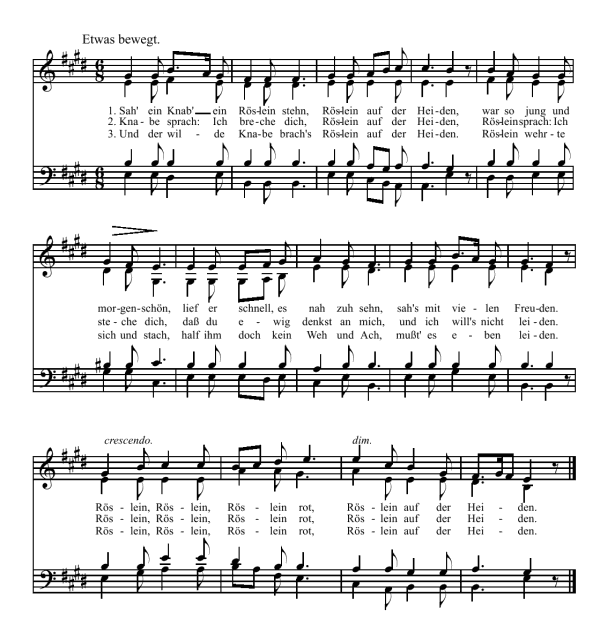 Etwas bewegt.
1. Sah' ein Knab' ein Rös-lein stehn, Rös-lein auf der Hei-den, war so jung und
2. Kna - be sprach: Ich bre-che dich, Rös-lein auf der Hei-den, Rös-lein sprach: Ich
3. Und der wil - de Kna-be brach's Rös-lein auf der Hei-den. Rös-lein wehr - te
mor-gen-schön, lief er schnell, es nah zuh sehn, sah's mit vie - len Freu-den.
ste - che dich, daß du e - wig denkst an mich, und ich will's nicht lei - den.
sich und stach, half ihm doch kein Weh und Ach, mußt' es e - ben lei - den.
crescendo. dim.
Rös - lein, Rös - lein, Rös - lein rot, Rös - lein auf der Hei - den.
Rös - lein, Rös - lein, Rös - lein rot, Rös - lein auf der Hei - den.
Rös - lein, Rös - lein, Rös - lein rot, Rös - lein auf der Hei - den.